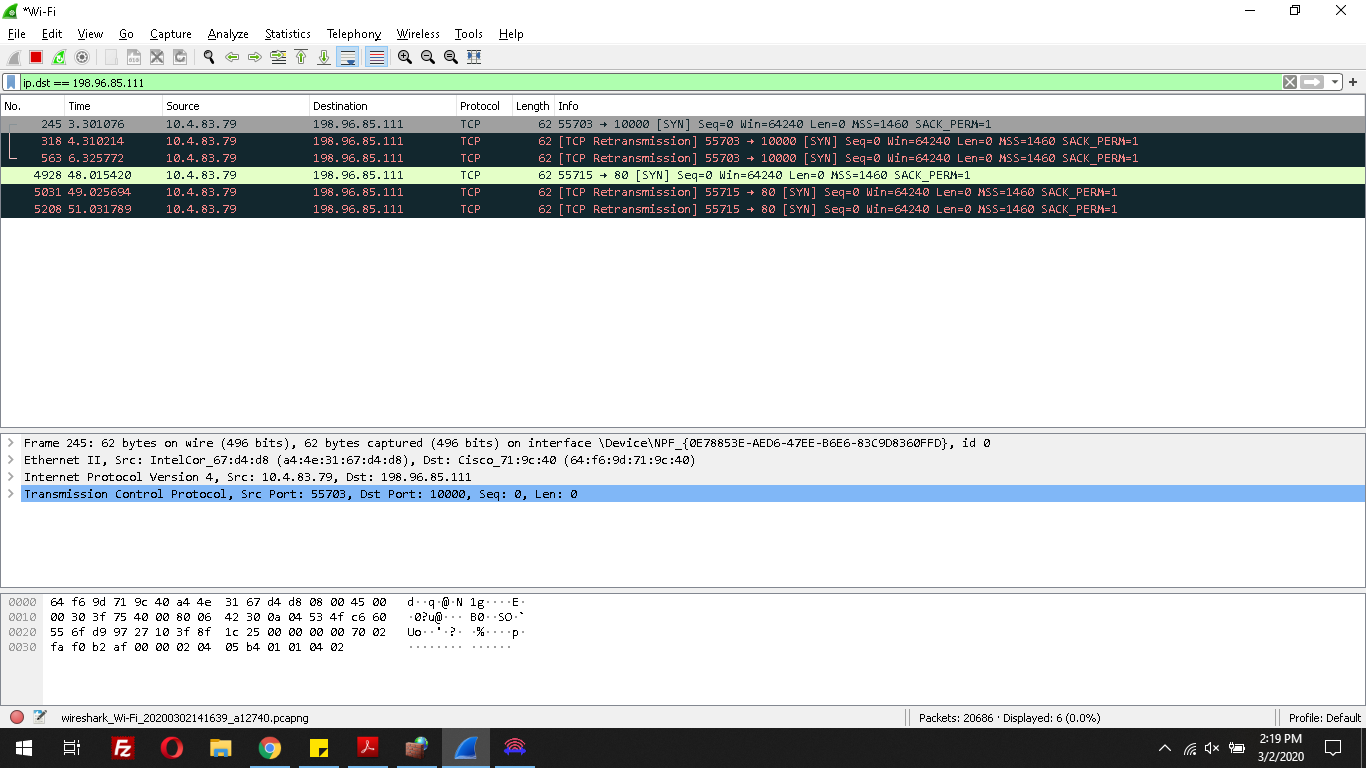 *Wi-Fi
File Edit View Go Capture Analyze Statistics Telephony Wireless Tools Help
ip.dst == 198.96.85.111
No. Time Source Destination Protocol Length Info
245 3.301076 10.4.83.79 198.96.85.111 TCP 62 55703 → 10000 [SYN] Seq=0 Win=64240 Len=0 MSS=1460 SACK_PERM=1
318 4.310214 10.4.83.79 198.96.85.111 TCP 62 [TCP Retransmission] 55703 → 10000 [SYN] Seq=0 Win=64240 Len=0 MSS=1460 SACK_PERM=1
563 6.325772 10.4.83.79 198.96.85.111 TCP 62 [TCP Retransmission] 55703 → 10000 [SYN] Seq=0 Win=64240 Len=0 MSS=1460 SACK_PERM=1
4928 48.015420 10.4.83.79 198.96.85.111 TCP 62 55715 → 80 [SYN] Seq=0 Win=64240 Len=0 MSS=1460 SACK_PERM=1
5031 49.025694 10.4.83.79 198.96.85.111 TCP 62 [TCP Retransmission] 55715 → 80 [SYN] Seq=0 Win=64240 Len=0 MSS=1460 SACK_PERM=1
5208 51.031789 10.4.83.79 198.96.85.111 TCP 62 [TCP Retransmission] 55715 → 80 [SYN] Seq=0 Win=64240 Len=0 MSS=1460 SACK_PERM=1
Frame 245: 62 bytes on wire (496 bits), 62 bytes captured (496 bits) on interface \Device\NPF_{0E78853E-AED6-47EE-B6E6-83C9D8360FFD}, id 0
Ethernet II, Src: IntelCor_67:d4:d8 (a4:4e:31:67:d4:d8), Dst: Cisco_71:9c:40 (64:f6:9d:71:9c:40)
Internet Protocol Version 4, Src: 10.4.83.79, Dst: 198.96.85.111
Transmission Control Protocol, Src Port: 55703, Dst Port: 10000, Seq: 0, Len: 0
0000 64 f6 9d 71 9c 40 a4 4e 31 67 d4 d8 08 00 45 00 d··q·@·N 1g····E·
0010 00 30 3f 75 40 00 80 06 42 30 0a 04 53 4f c6 60 ·0?u@··· B0··SO·`
0020 55 6f d9 97 27 10 3f 8f 1c 25 00 00 00 00 70 02 Uo··'·?· ·%····p·
0030 fa f0 b2 af 00 00 02 04 05 b4 01 01 04 02 ········ ······
wireshark_Wi-Fi_20200302141639_a12740.pcapng
Packets: 20686 · Displayed: 6 (0.0%)
Profile: Default
2:19 PM
3/2/2020